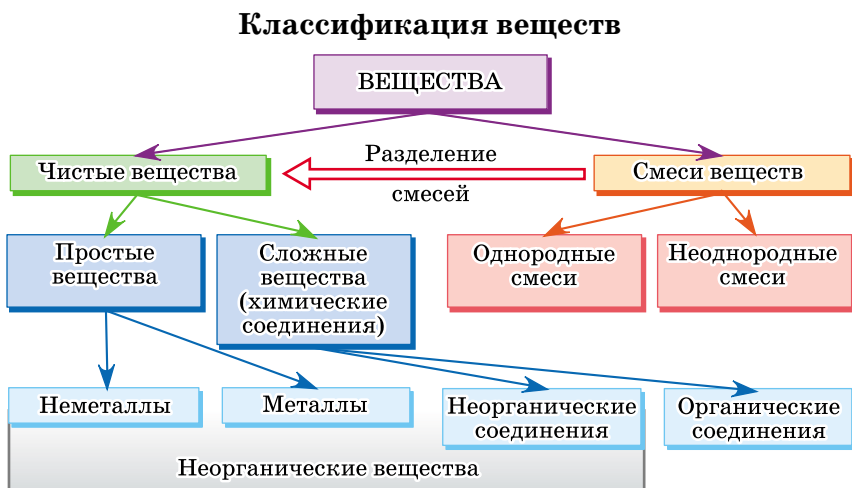 Классификация веществ
ВЕЩЕСТВА
Чистые вещества
Разделение
смесей
Смеси веществ
Простые
вещества
Сложные
вещества
(химические
соединения)
Однородные
смеси
Неоднородные
смеси
Неметаллы
Металлы
Неорганические
соединения
Органические
соединения
Неорганические вещества